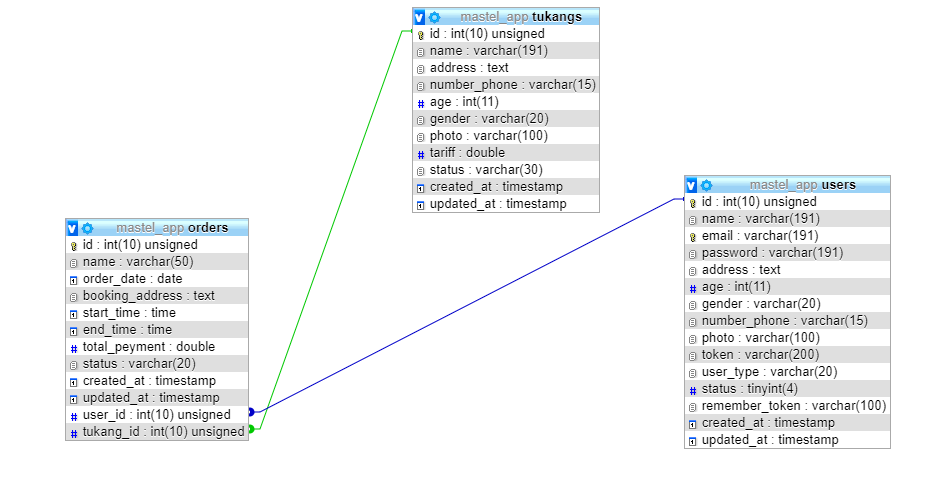 mastel_app tukangs
id : int(10) unsigned
name : varchar(191)
address : text
number_phone : varchar(15)
age : int(11)
gender : varchar(20)
photo : varchar(100)
tariff : double
status : varchar(30)
created_at : timestamp
updated_at : timestamp
mastel_app users
id : int(10) unsigned
name : varchar(191)
email : varchar(191)
password : varchar(191)
address : text
age : int(11)
gender : varchar(20)
number_phone : varchar(15)
photo : varchar(100)
token : varchar(200)
user_type : varchar(20)
status : tinyint(4)
remember_token : varchar(100)
created_at : timestamp
updated_at : timestamp
mastel_app orders
id : int(10) unsigned
name : varchar(50)
order_date : date
booking_address : text
start_time : time
end_time : time
total_peyment : double
status : varchar(20)
created_at : timestamp
updated_at : timestamp
user_id : int(10) unsigned
tukang_id : int(10) unsigned